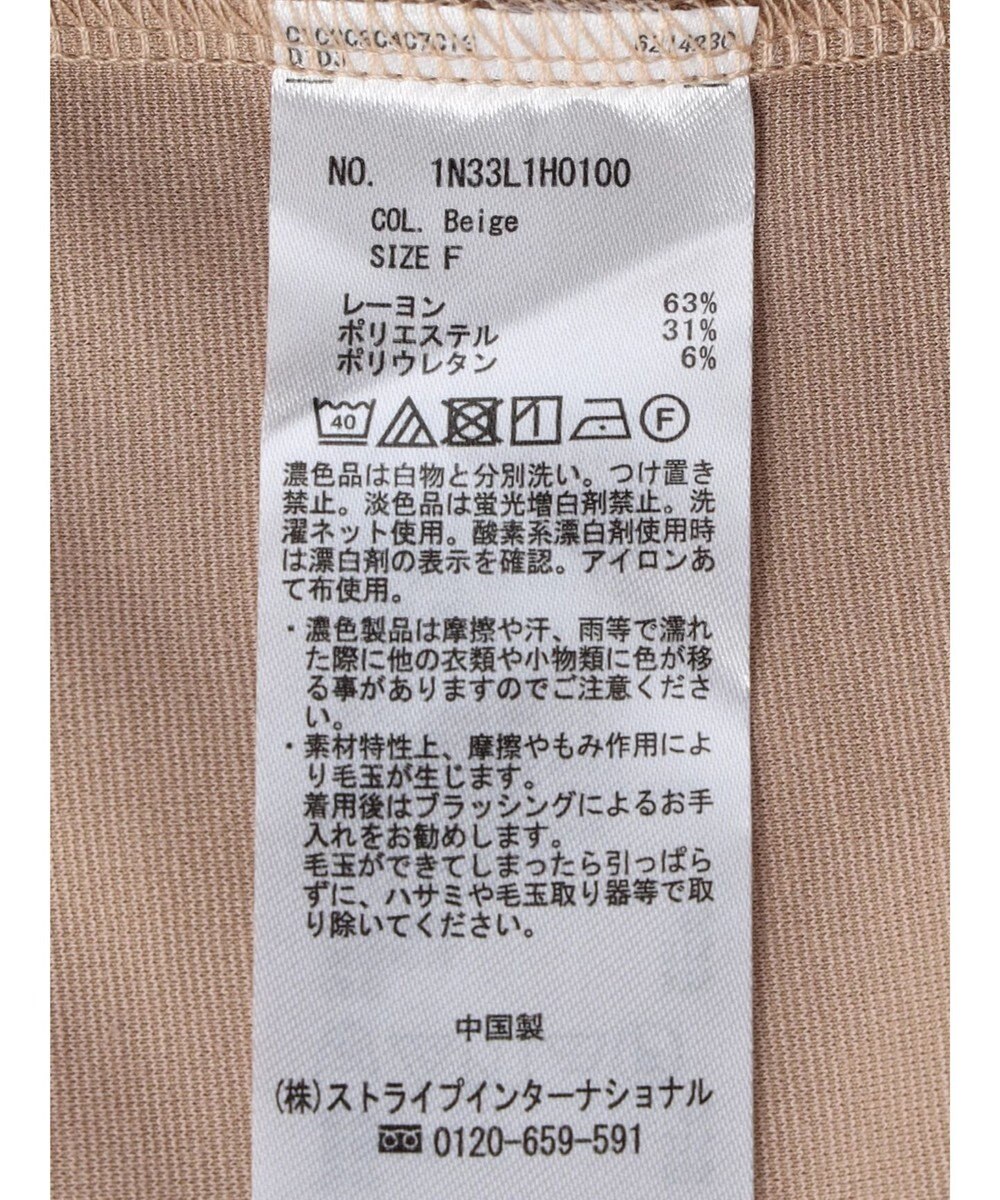 NO. 1N33L1H0100
COL. Beige
SIZE F
レーヨン 63%
ポリエステル 31%
ポリウレタン 6%
40 F
濃色品は白物と分別洗い。つけ置き
禁止。淡色品は蛍光増白剤禁止。洗
濯ネット使用。酸素系漂白剤使用時
は漂白剤の表示を確認。アイロンあ
て布使用。
・濃色製品は摩擦や汗、雨等で濡れ
た際に他の衣類や小物類に色が移
る事がありますのでご注意くださ
い。
・素材特性上、摩擦やもみ作用によ
り毛玉が生じます。
着用後はブラッシングによるお手
入れをお勧めします。
毛玉ができてしまったら引っぱら
ずに、ハサミや毛玉取り器等で取
り除いてください。
中国製
(株)ストライプインターナショナル
0120-659-591